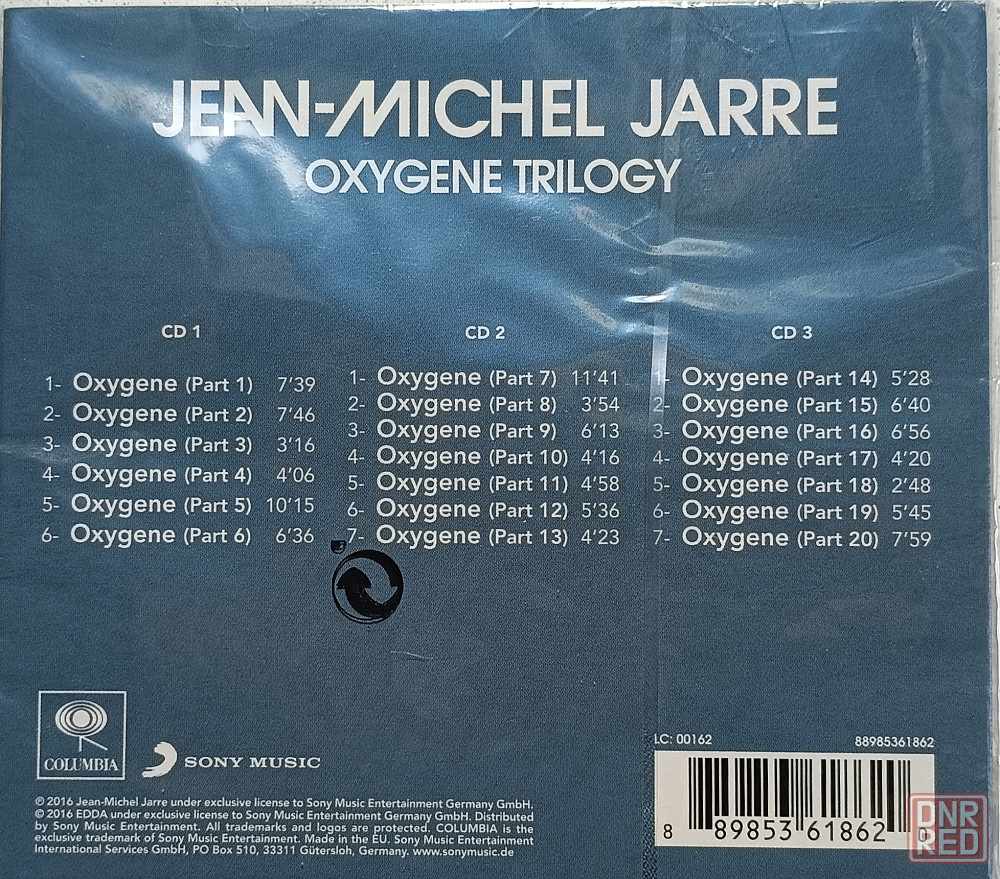 JEAN-MICHEL JARRE
OXYGENE TRILOGY
CD 1
1- Oxygene (Part 1) 7'39
2- Oxygene (Part 2) 7'46
3- Oxygene (Part 3) 3'16
4- Oxygene (Part 4) 4'06
5- Oxygene (Part 5) 10'15
6- Oxygene (Part 6) 6'36
CD 2
1- Oxygene (Part 7) 11'41
2- Oxygene (Part 8) 3'54
3- Oxygene (Part 9) 6'13
4- Oxygene (Part 10) 4'16
5- Oxygene (Part 11) 4'58
6- Oxygene (Part 12) 5'36
7- Oxygene (Part 13) 4'23
CD 3
1- Oxygene (Part 14) 5'28
2- Oxygene (Part 15) 6'40
3- Oxygene (Part 16) 6'56
4- Oxygene (Part 17) 4'20
5- Oxygene (Part 18) 2'48
6- Oxygene (Part 19) 5'45
7- Oxygene (Part 20) 7'59
COLUMBIA
SONY MUSIC
℗ 2016 Jean-Michel Jarre under exclusive license to Sony Music Entertainment Germany GmbH.
© 2016 EDDA under exclusive license to Sony Music Entertainment Germany GmbH. Distributed
by Sony Music Entertainment. All trademarks and logos are protected. COLUMBIA is the
exclusive trademark of Sony Music Entertainment. Made in the EU. Sony Music Entertainment
International Services GmbH, PO Box 510, 33311 Gütersloh, Germany. www.sonymusic.de
LC: 00162 88985361862
8 89853 61862 0
DNR
RED